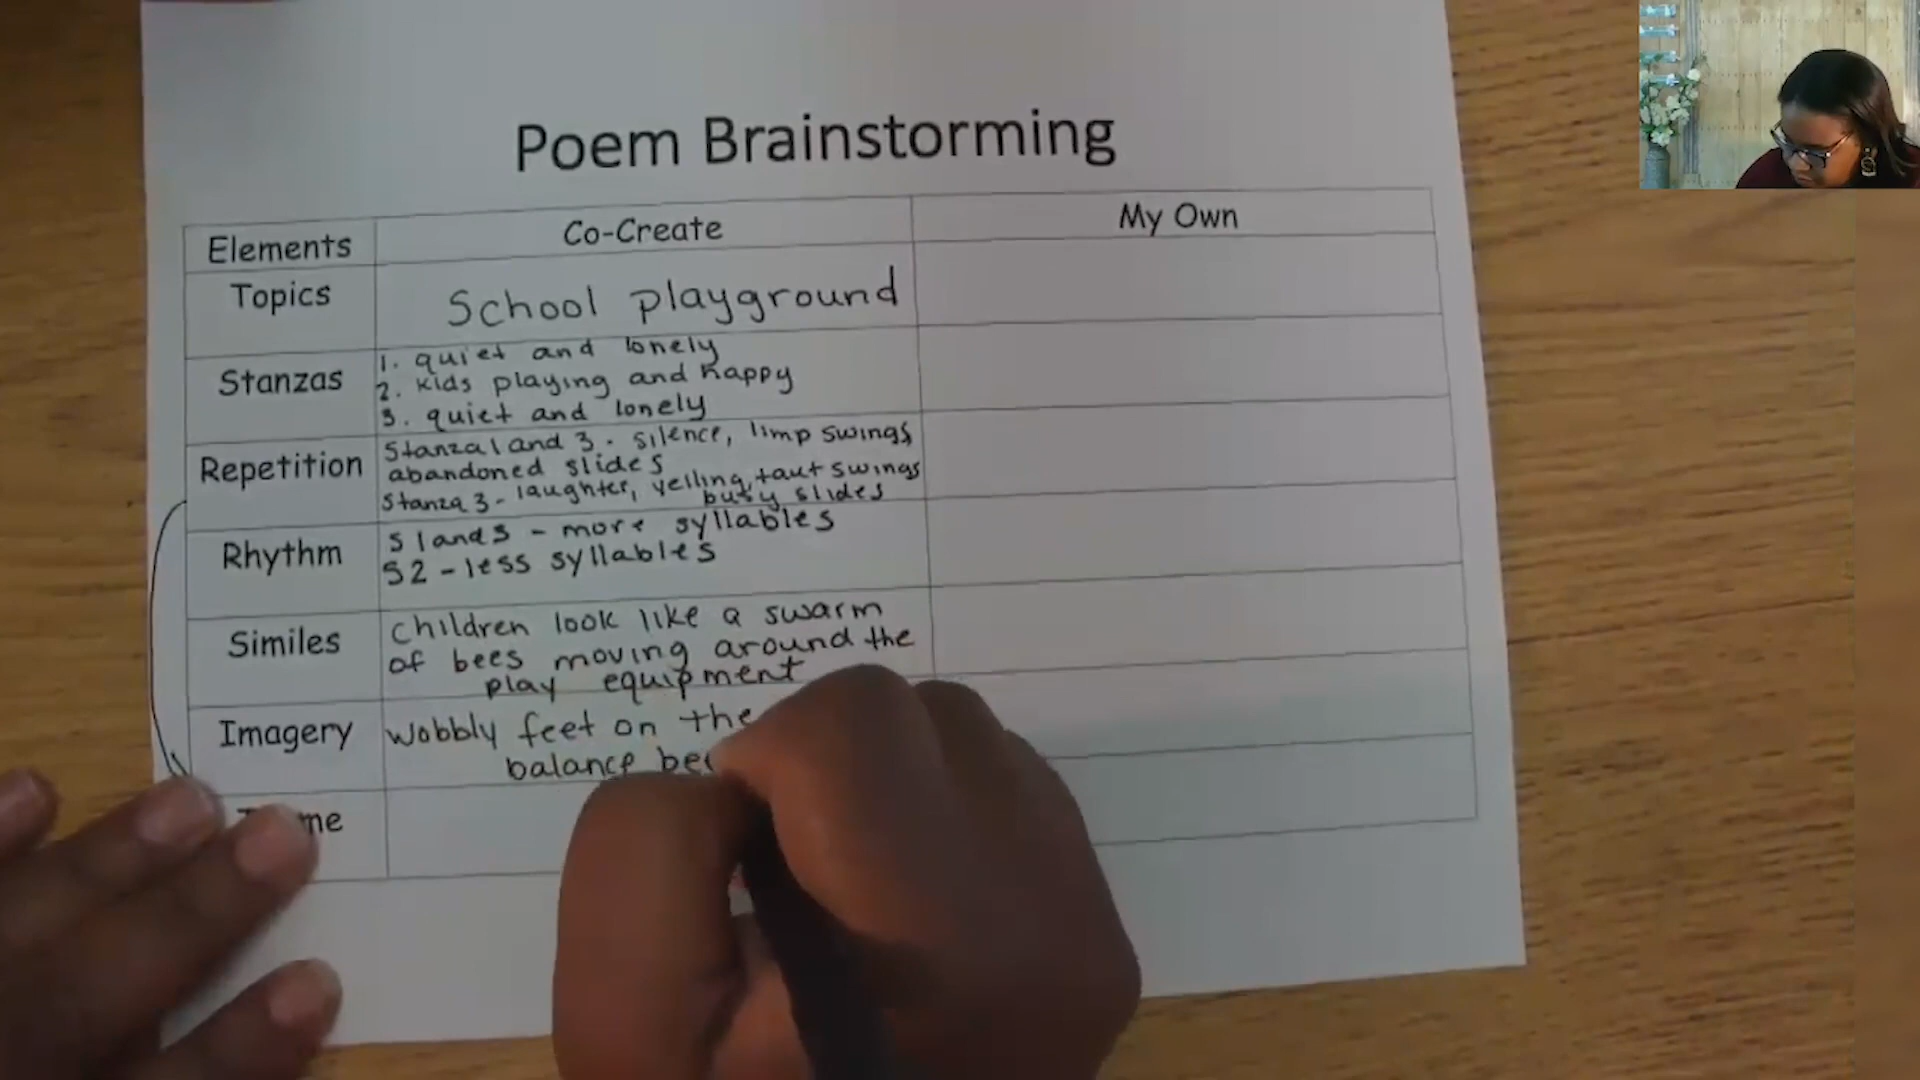 Poem Brainstorming
Elements Co-Create My Own
Topics School playground
Stanzas 1. quiet and lonely
2. kids playing and happy
3. quiet and lonely
Repetition Stanza 1 and 3 - silence, limp swings,
abandoned slides
Stanza 3 - laughter, yelling, taut swings
busy slides
Rhythm S 1 and 3 - more syllables
S2 - less syllables
Similes Children look like a swarm
of bees moving around the
play equipment
Imagery Wobbly feet on the
balance